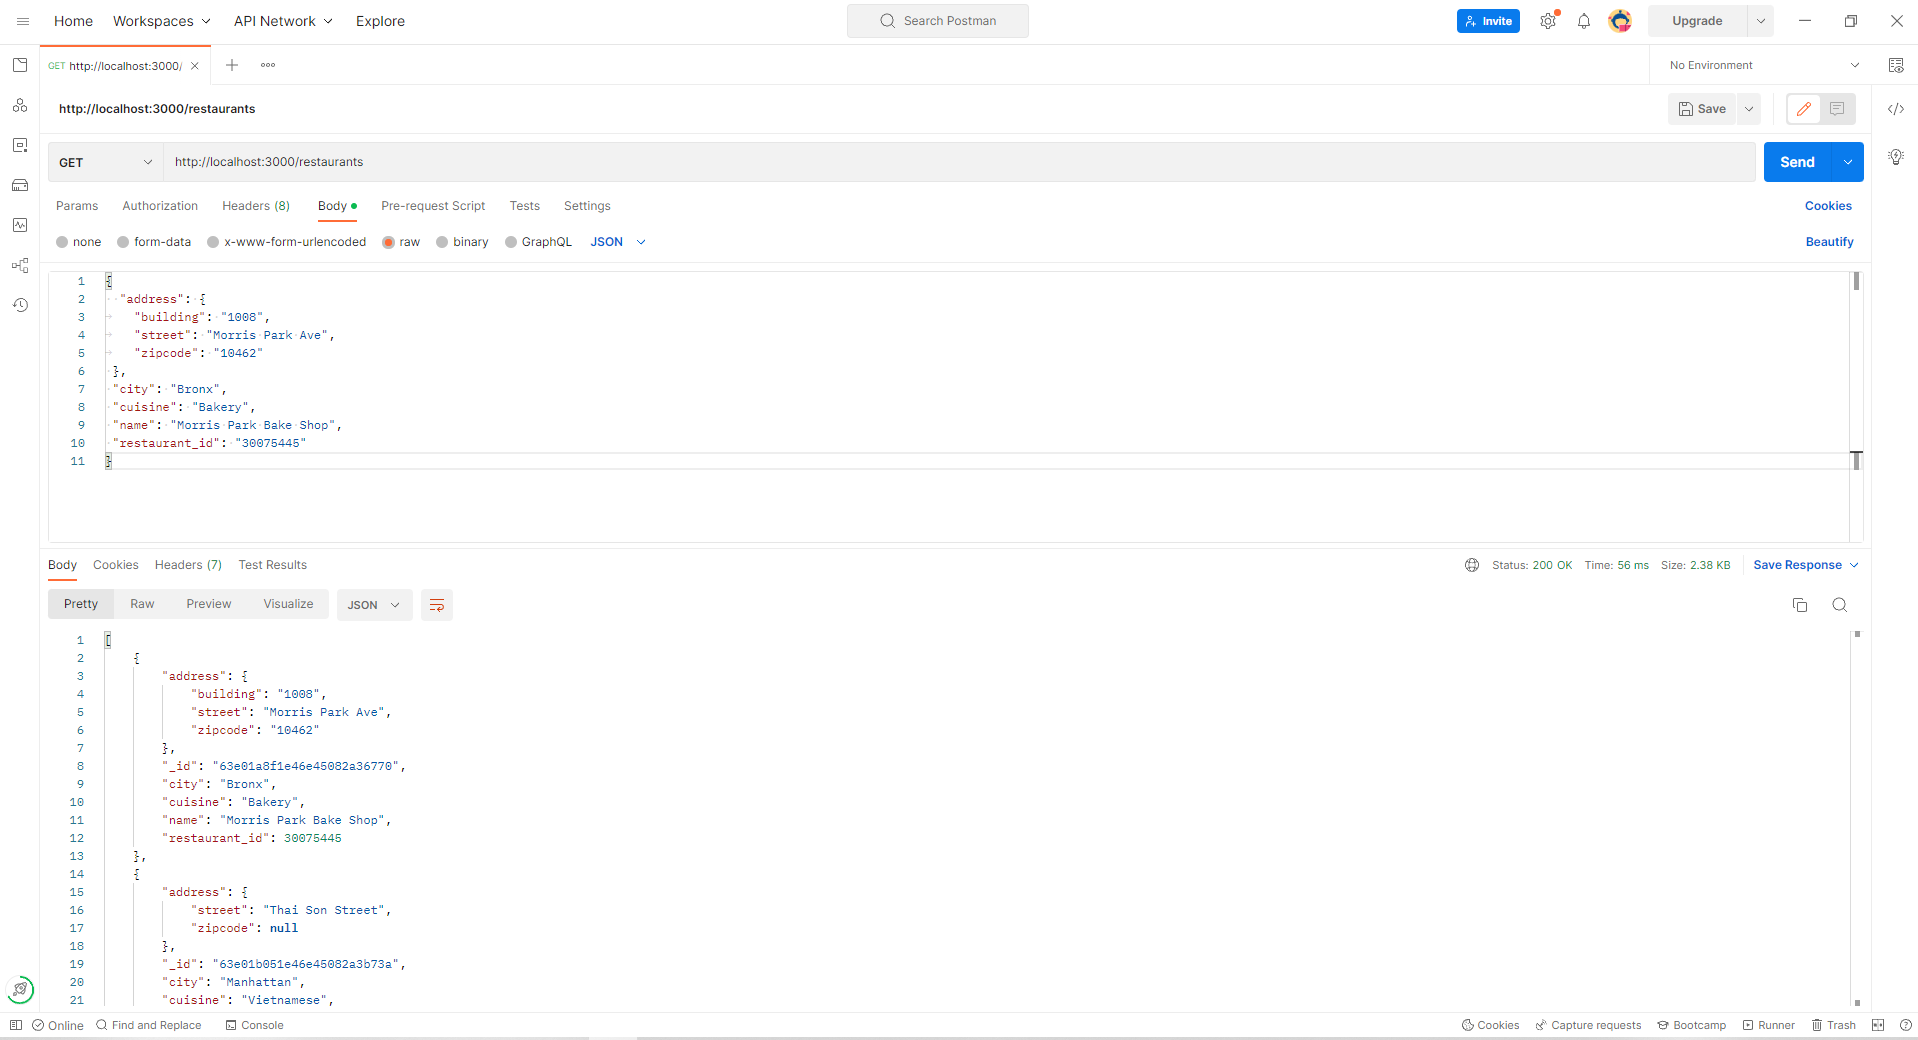 Home Workspaces API Network Explore Search Postman Invite Upgrade
GET http://localhost:3000/ No Environment
http://localhost:3000/restaurants Save
GET http://localhost:3000/restaurants Send
Params Authorization Headers (8) Body Pre-request Script Tests Settings Cookies
none form-data x-www-form-urlencoded raw binary GraphQL JSON Beautify
1 {
2 "address": {
3 "building": "1008",
4 "street": "Morris Park Ave",
5 "zipcode": "10462"
6 },
7 "city": "Bronx",
8 "cuisine": "Bakery",
9 "name": "Morris Park Bake Shop",
10 "restaurant_id": "30075445"
11 }
Body Cookies Headers (7) Test Results Status: 200 OK Time: 56 ms Size: 2.38 KB Save Response
Pretty Raw Preview Visualize JSON
1 [
2 {
3 "address": {
4 "building": "1008",
5 "street": "Morris Park Ave",
6 "zipcode": "10462"
7 },
8 "_id": "63e01a8f1e46e45082a36770",
9 "city": "Bronx",
10 "cuisine": "Bakery",
11 "name": "Morris Park Bake Shop",
12 "restaurant_id": 30075445
13 },
14 {
15 "address": {
16 "street": "Thai Son Street",
17 "zipcode": null
18 },
19 "_id": "63e01b051e46e45082a3b73a",
20 "city": "Manhattan",
21 "cuisine": "Vietnamese",
Online Find and Replace Console Cookies Capture requests Bootcamp Runner Trash